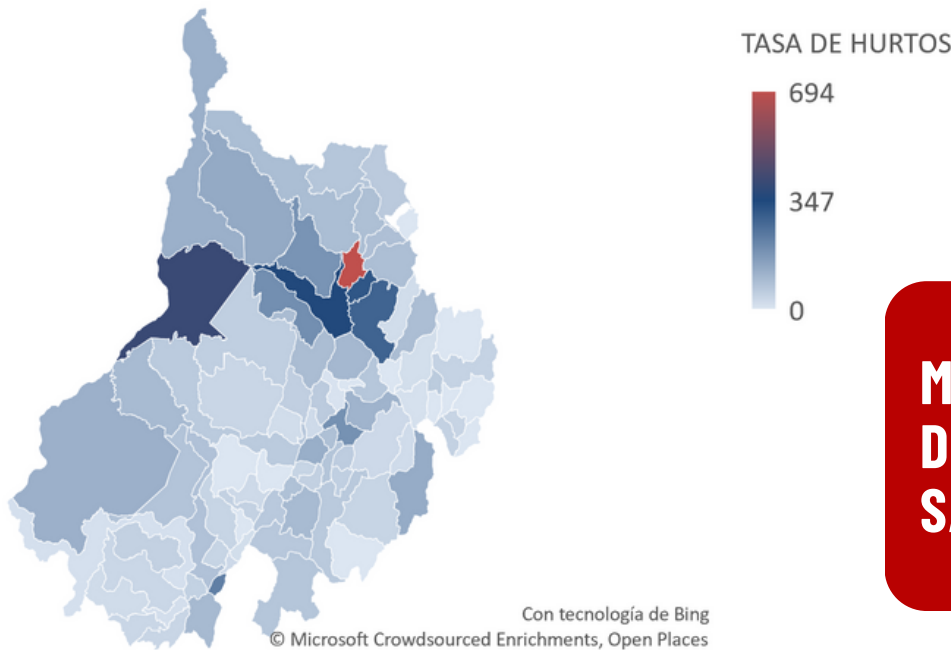 TASA DE HURTOS
694
347
0
M
D
S
Con tecnología de Bing
© Microsoft Crowdsourced Enrichments, Open Places